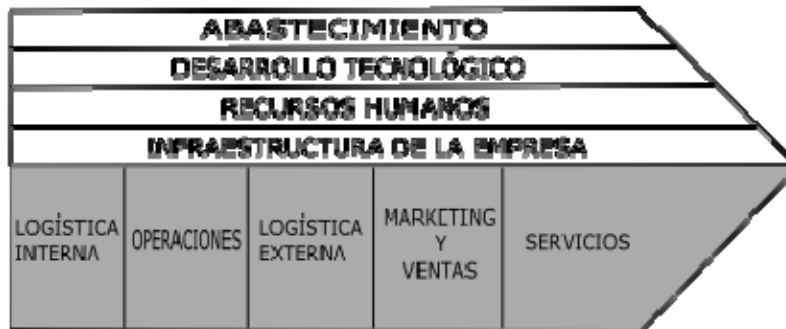 ABASTECIMIENTO
DESARROLLO TECNOLÓGICO
RECURSOS HUMANOS
INFRAESTRUCTURA DE LA EMPRESA
LOGÍSTICA
INTERNA
OPERACIONES
LOGÍSTICA
EXTERNA
MARKETING
Y
VENTAS
SERVICIOS